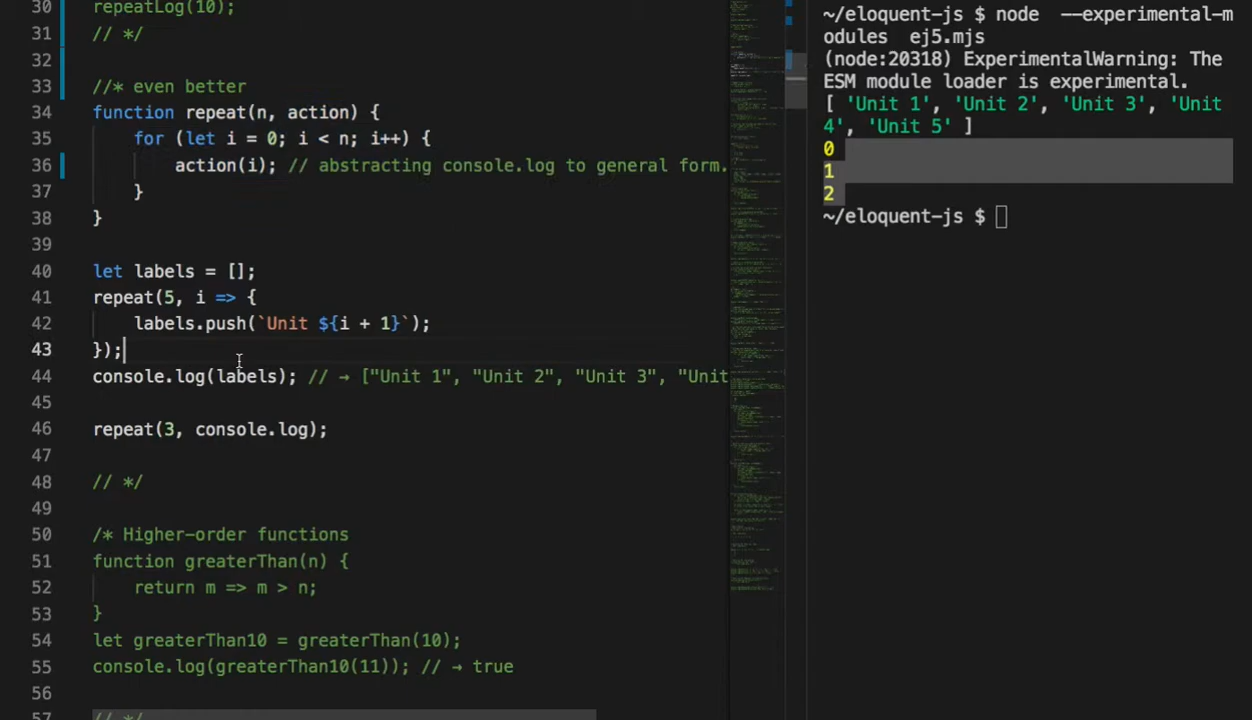 30 repeatLog(10);
31 // */
32
33 //* even better
34 function repeat(n, action) {
35 for (let i = 0; i < n; i++) {
36 action(i); // abstracting console.log to general form.
37 }
38 }
39
40 let labels = [];
41 repeat(5, i => {
42 labels.push(`Unit ${i + 1}`);
43 });
44 console.log(labels); // → ["Unit 1", "Unit 2", "Unit 3", "Unit
45
46 repeat(3, console.log);
47
48 // */
49
50 /* Higher-order functions
51 function greaterThan(n) {
52 return m => m > n;
53 }
54 let greaterThan10 = greaterThan(10);
55 console.log(greaterThan10(11)); // → true
56
57 // */
~/eloquent-js $ node --experimental-m
odules ej5.mjs
(node:20318) ExperimentalWarning: The
ESM module loader is experimental.
[ 'Unit 1', 'Unit 2', 'Unit 3', 'Unit
4', 'Unit 5' ]
0
1
2
~/eloquent-js $